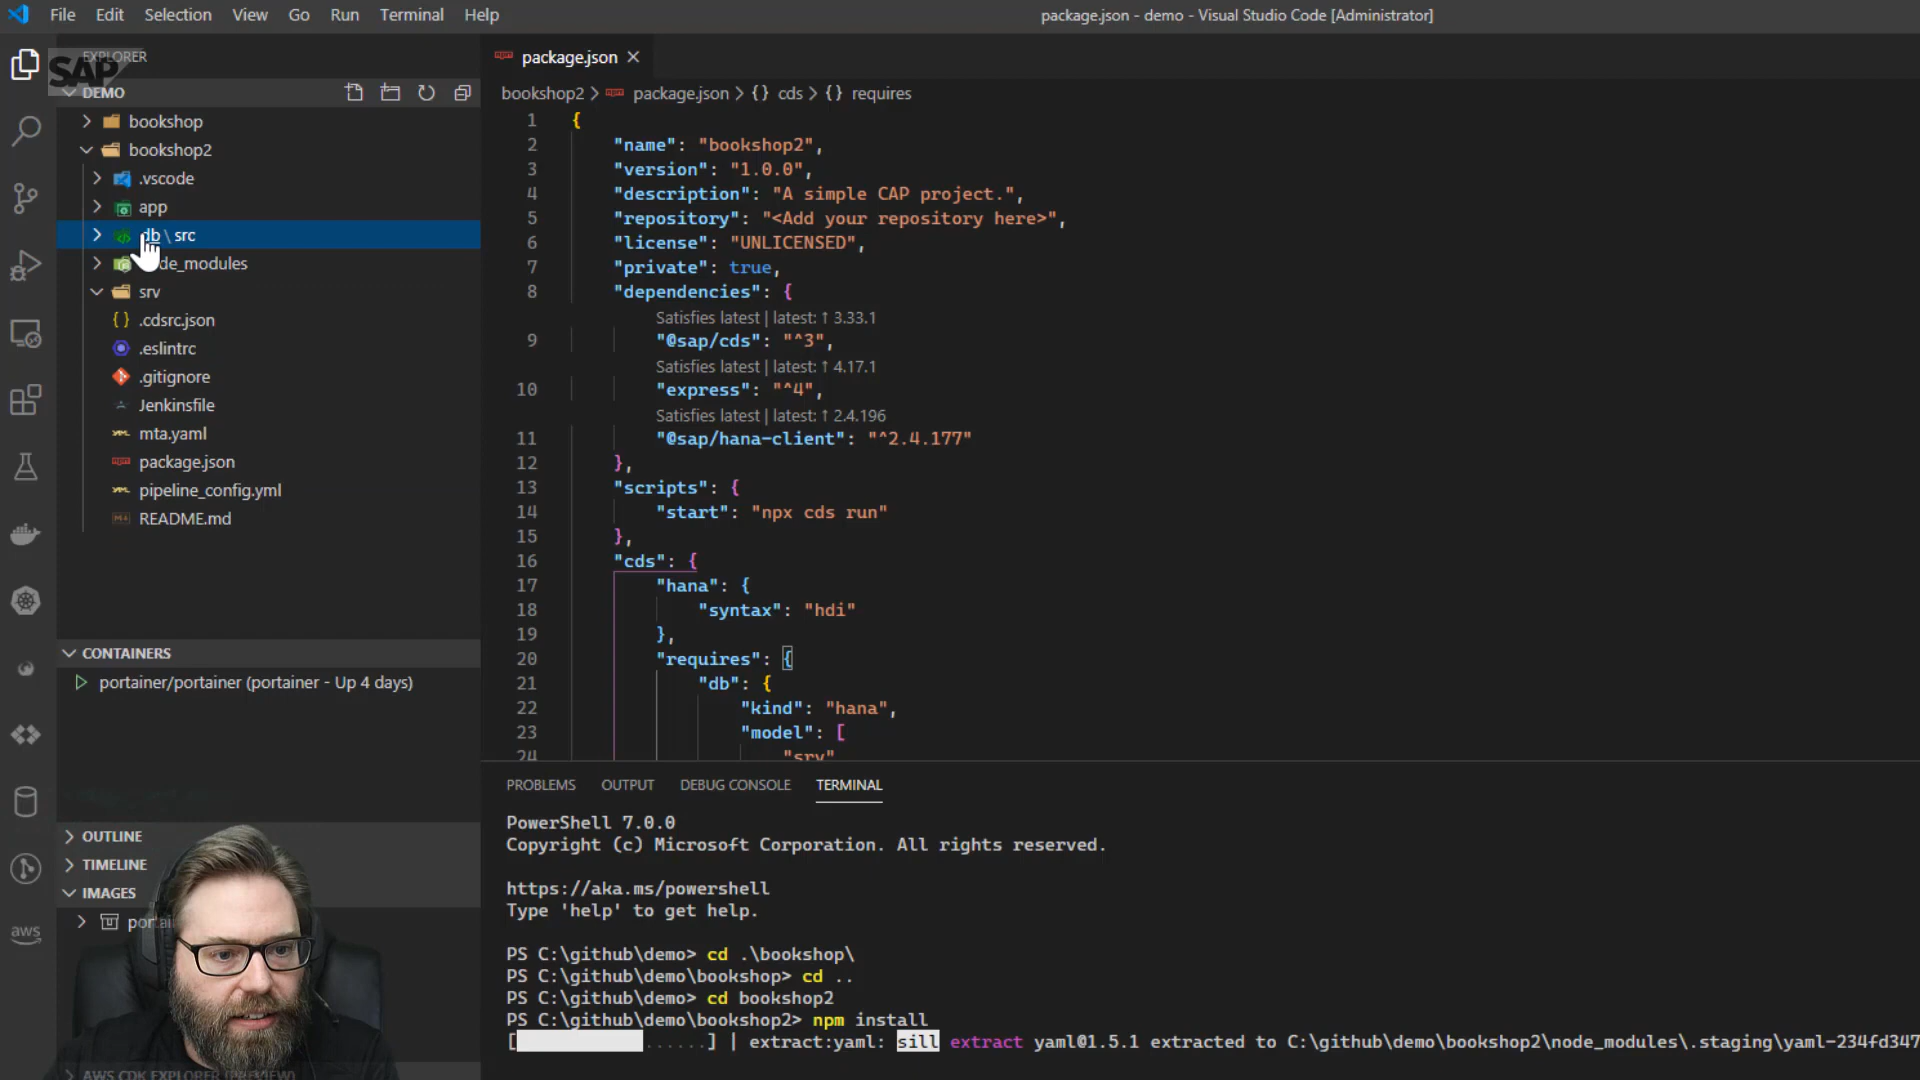 File Edit Selection View Go Run Terminal Help
package.json - demo - Visual Studio Code [Administrator]
EXPLORER
SAP
DEMO
bookshop
bookshop2
.vscode
app
db \ src
de_modules
srv
.cdsrc.json
.eslintrc
.gitignore
Jenkinsfile
mta.yaml
package.json
pipeline_config.yml
README.md
CONTAINERS
portainer/portainer (portainer - Up 4 days)
OUTLINE
TIMELINE
IMAGES
portai
AWS CDK EXPLORER (PREVIEW)
aws
package.json
bookshop2 > package.json > {} cds > {} requires
1 {
2 "name": "bookshop2",
3 "version": "1.0.0",
4 "description": "A simple CAP project.",
5 "repository": "<Add your repository here>",
6 "license": "UNLICENSED",
7 "private": true,
8 "dependencies": {
Satisfies latest | latest: ↑ 3.33.1
9 "@sap/cds": "^3",
Satisfies latest | latest: ↑ 4.17.1
10 "express": "^4",
Satisfies latest | latest: ↑ 2.4.196
11 "@sap/hana-client": "^2.4.177"
12 },
13 "scripts": {
14 "start": "npx cds run"
15 },
16 "cds": {
17 "hana": {
18 "syntax": "hdi"
19 },
20 "requires": {
21 "db": {
22 "kind": "hana",
23 "model": [
24 "srv"
PROBLEMS OUTPUT DEBUG CONSOLE TERMINAL
PowerShell 7.0.0
Copyright (c) Microsoft Corporation. All rights reserved.
https://aka.ms/powershell
Type 'help' to get help.
PS C:\github\demo> cd .\bookshop\
PS C:\github\demo\bookshop> cd ..
PS C:\github\demo> cd bookshop2
PS C:\github\demo\bookshop2> npm install
[ ......] | extract:yaml: sill extract yaml@1.5.1 extracted to C:\github\demo\bookshop2\node_modules\.staging\yaml-234fd347